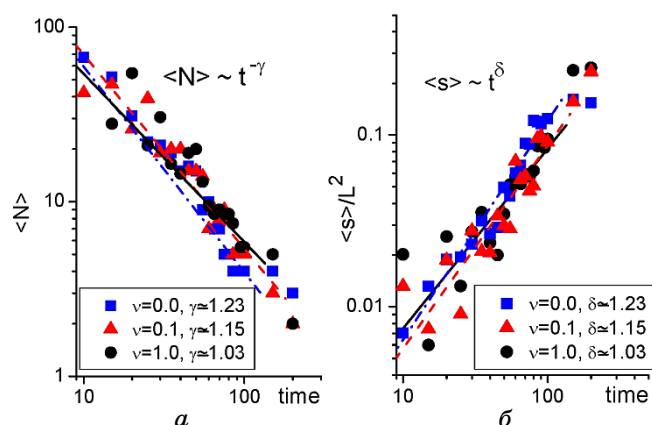 <N> ~ t^-γ
<N>
100
10
1
ν=0.0, γ≃1.23
ν=0.1, γ≃1.15
ν=1.0, γ≃1.03
10
100
time
а
<s> ~ t^δ
<s>/L^2
0.1
0.01
ν=0.0, δ≃1.23
ν=0.1, δ≃1.15
ν=1.0, δ≃1.03
10
100
time
б